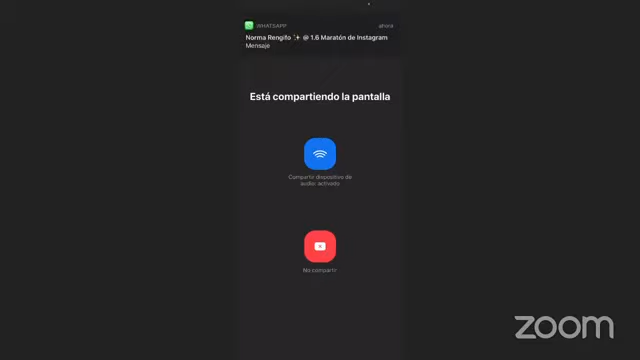 WHATSAPP
ahora
Norma Rengifo ✨ @ 1.6 Maratón de Instagram
Mensaje
Está compartiendo la pantalla
Compartir dispositivo de
audio: activado
No compartir
zoom